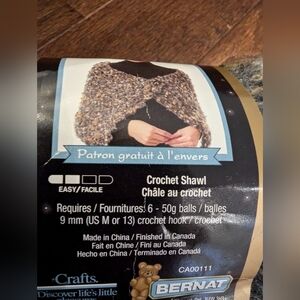 Patron gratuit à l'envers
EASY/FACILE
Crochet Shawl
Châle au crochet
Requires / Fournitures: 6 - 50g balls / balles
9 mm (US M or 13) crochet hook / crochet
Made in China / Finished in Canada
Fait en Chine / Fini au Canada
Hecho en China / Terminado en Canadá
CA00111
Crafts.
Discover life's little
BERNAT